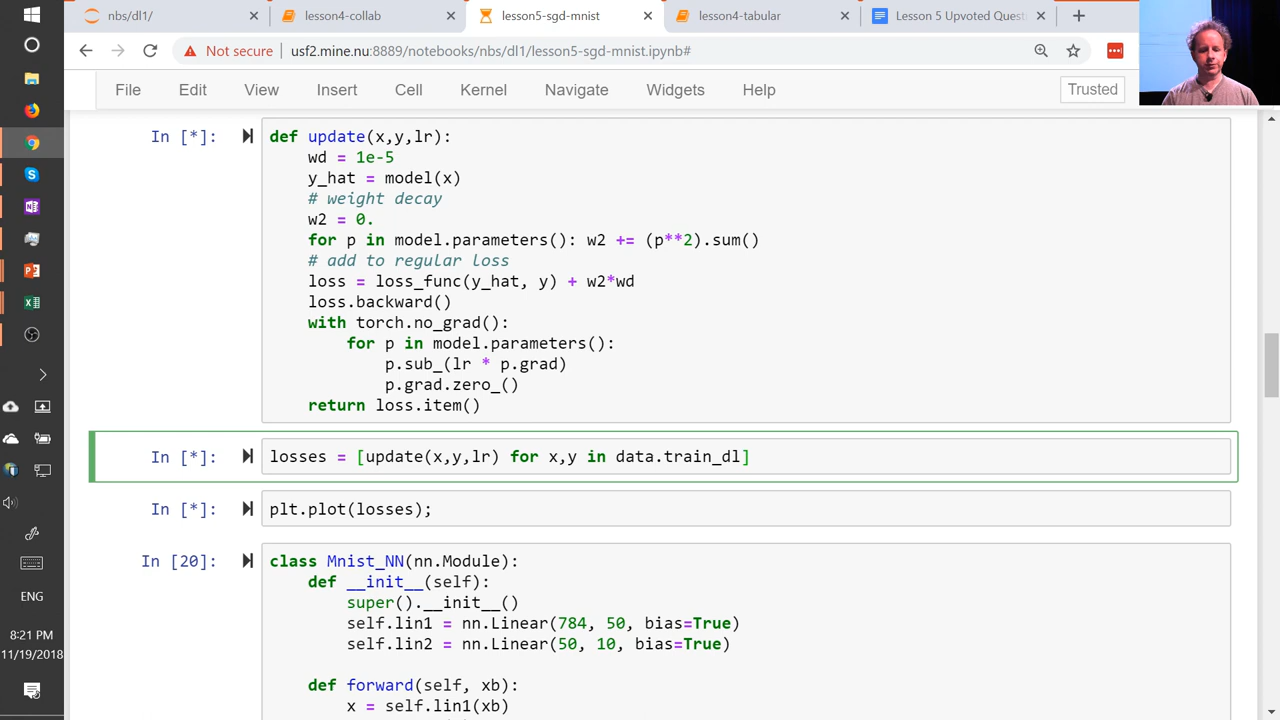 nbs/dl1/
lesson4-collab
lesson5-sgd-mnist
lesson4-tabular
Lesson 5 Upvoted Quest
Not secure
usf2.mine.nu:8889/notebooks/nbs/dl1/lesson5-sgd-mnist.ipynb#
File
Edit
View
Insert
Cell
Kernel
Navigate
Widgets
Help
Trusted
In [*]:
def update(x,y,lr):
wd = 1e-5
y_hat = model(x)
# weight decay
w2 = 0.
for p in model.parameters(): w2 += (p**2).sum()
# add to regular loss
loss = loss_func(y_hat, y) + w2*wd
loss.backward()
with torch.no_grad():
for p in model.parameters():
p.sub_(lr * p.grad)
p.grad.zero_()
return loss.item()
In [*]:
losses = [update(x,y,lr) for x,y in data.train_dl]
In [*]:
plt.plot(losses);
In [20]:
class Mnist_NN(nn.Module):
def __init__(self):
super().__init__()
self.lin1 = nn.Linear(784, 50, bias=True)
self.lin2 = nn.Linear(50, 10, bias=True)
def forward(self, xb):
x = self.lin1(xb)
ENG
8:21 PM
11/19/2018